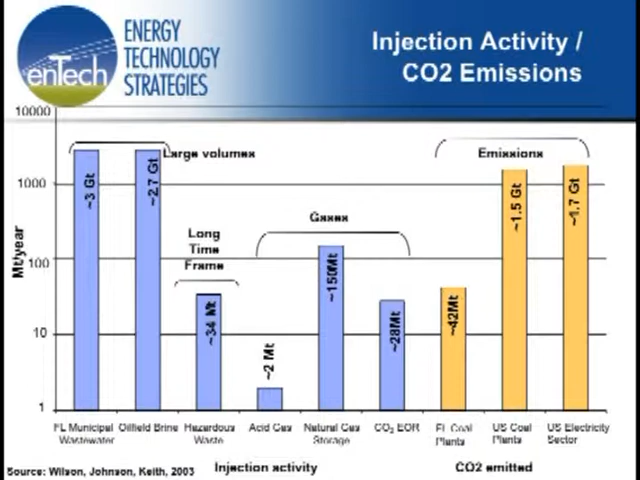 enTech
ENERGY
TECHNOLOGY
STRATEGIES
Injection Activity /
CO2 Emissions
10000
1000
100
10
1
Mt/year
Large volumes
Long
Time
Frame
Gases
Emissions
~3 Gt
~2.7 Gt
~34 Mt
~2 Mt
~150Mt
~28Mt
~42Mt
~1.5 Gt
~1.7 Gt
FL Municipal
Wastewater
Oilfield Brine
Hazardous
Waste
Acid Gas
Natural Gas
Storage
CO₂ EOR
FL Coal
Plants
US Coal
Plants
US Electricity
Sector
Source: Wilson, Johnson, Keith, 2003
Injection activity
CO2 emitted